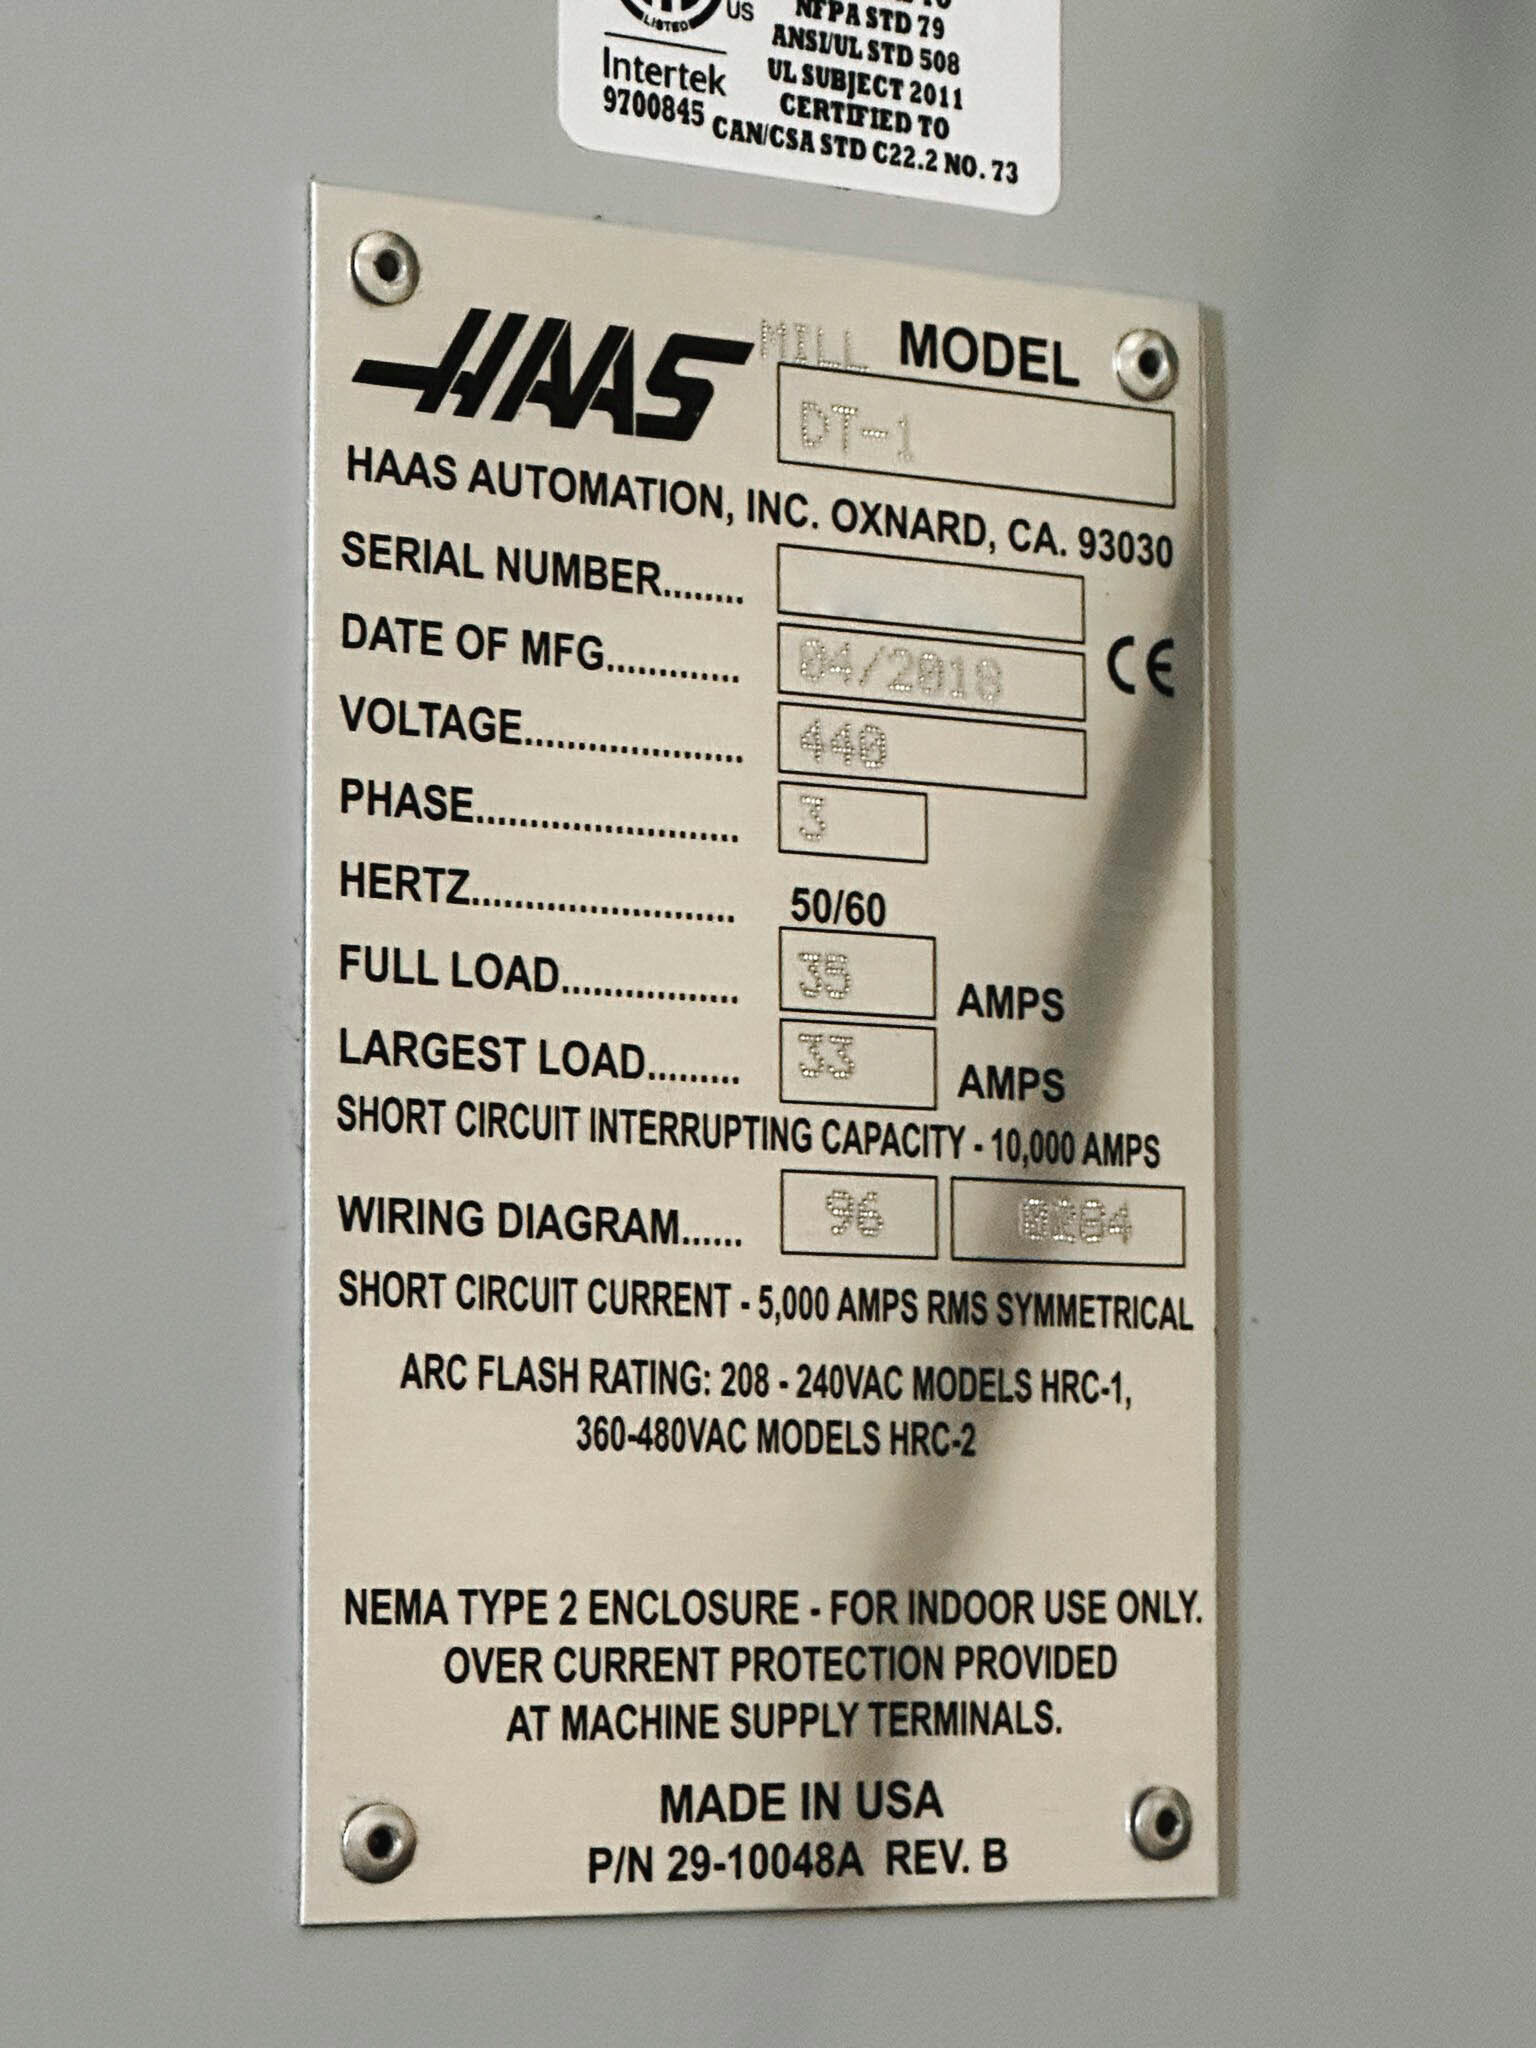 LISTED
US
NFPA STD 79
ANSI/UL STD 508
Intertek
UL SUBJECT 2011
9700845
CERTIFIED TO
CAN/CSA STD C22.2 NO. 73
HAAS MILL MODEL
DT-1
HAAS AUTOMATION, INC. OXNARD, CA. 93030
SERIAL NUMBER........
DATE OF MFG............. 04/2018 CE
VOLTAGE..................... 440
PHASE......................... 3
HERTZ......................... 50/60
FULL LOAD................. 35 AMPS
LARGEST LOAD......... 33 AMPS
SHORT CIRCUIT INTERRUPTING CAPACITY - 10,000 AMPS
WIRING DIAGRAM...... 96 0284
SHORT CIRCUIT CURRENT - 5,000 AMPS RMS SYMMETRICAL
ARC FLASH RATING: 208 - 240VAC MODELS HRC-1,
360-480VAC MODELS HRC-2
NEMA TYPE 2 ENCLOSURE - FOR INDOOR USE ONLY.
OVER CURRENT PROTECTION PROVIDED
AT MACHINE SUPPLY TERMINALS.
MADE IN USA
P/N 29-10048A REV. B